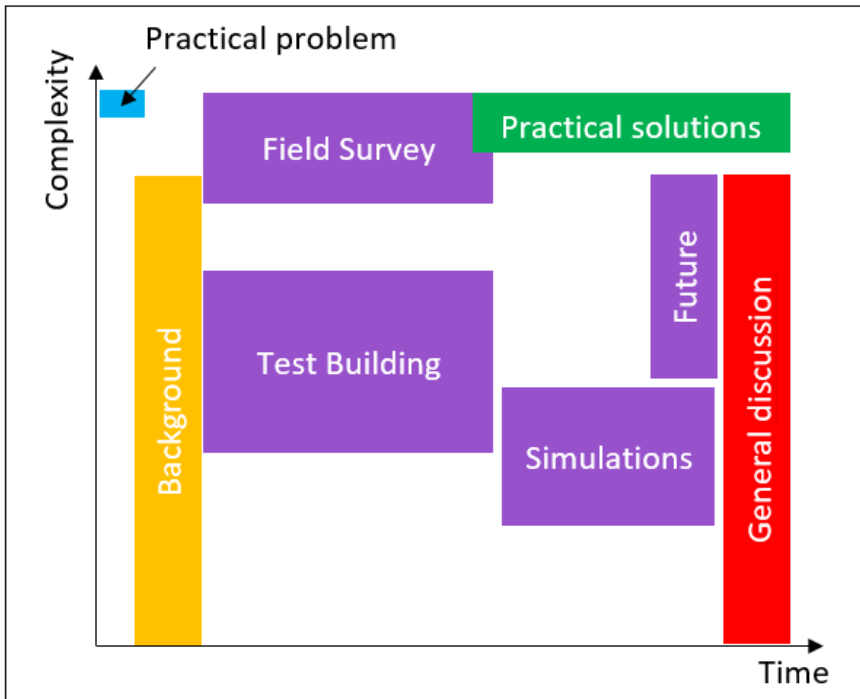 Practical problem
Complexity
Field Survey
Practical solutions
Background
Test Building
Future
Simulations
General discussion
Time